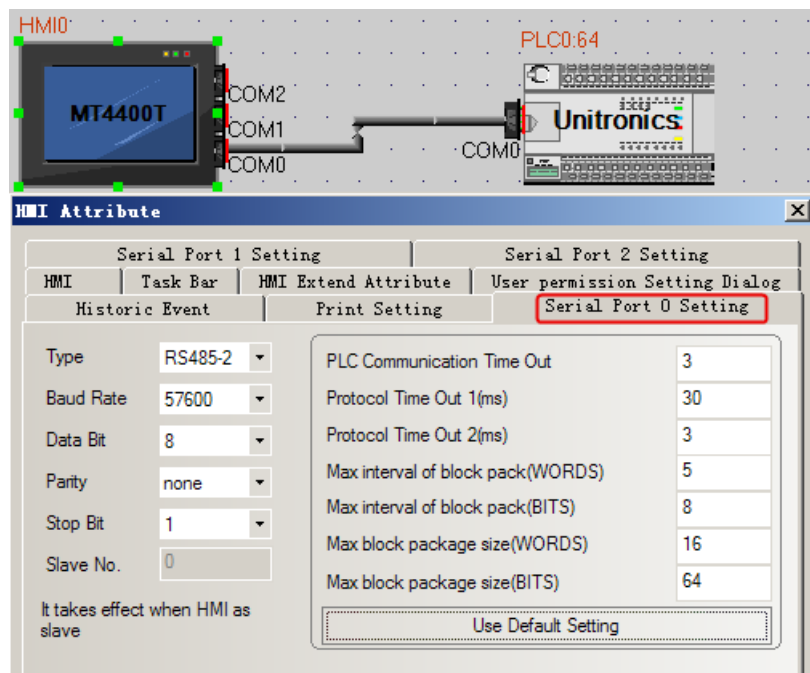 HMI0
PLC0:64
MT4400T
COM2
COM1
COM0
Unitronics
COM0
HMI Attribute
Serial Port 1 Setting
Serial Port 2 Setting
HMI
Task Bar
HMI Extend Attribute
User permission Setting Dialog
Historic Event
Print Setting
Serial Port 0 Setting
Type RS485-2
Baud Rate 57600
Data Bit 8
Parity none
Stop Bit 1
Slave No. 0
It takes effect when HMI as
slave
PLC Communication Time Out 3
Protocol Time Out 1(ms) 30
Protocol Time Out 2(ms) 3
Max interval of block pack(WORDS) 5
Max interval of block pack(BITS) 8
Max block package size(WORDS) 16
Max block package size(BITS) 64
Use Default Setting